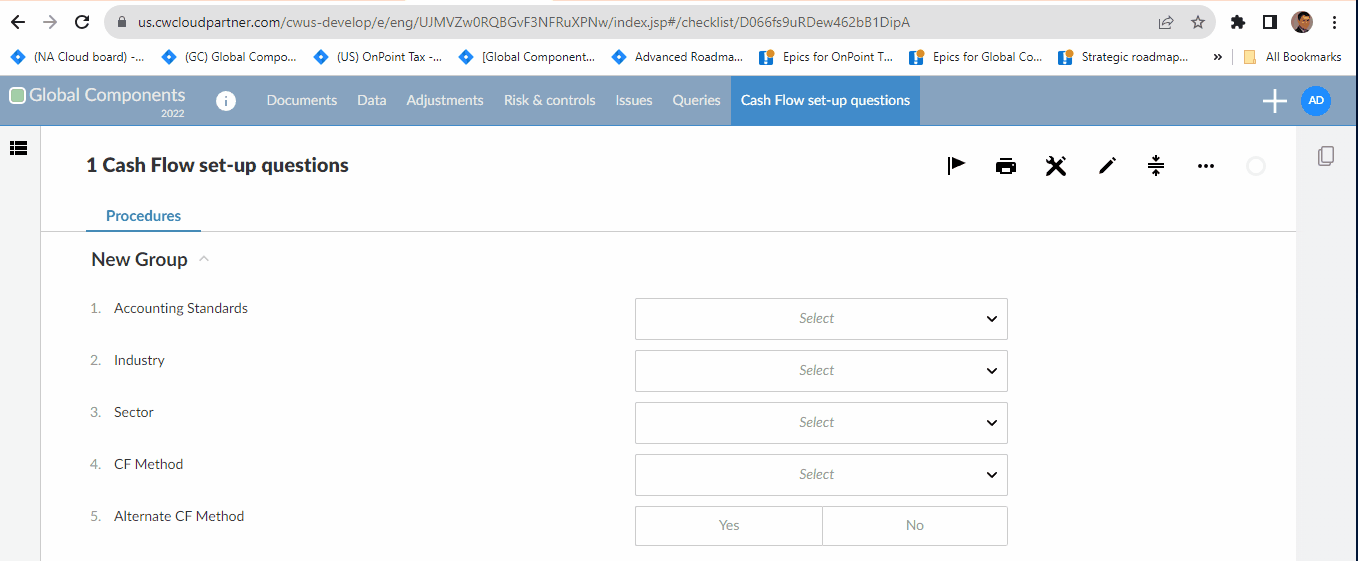 us.cwcloudpartner.com/cwus-develop/e/eng/UJMVZw0RQBGvF3NFRuXPNw/index.jsp#/checklist/D066fs9uRDew462bB1DipA
(NA Cloud board) -... (GC) Global Compo... (US) OnPoint Tax -... [Global Component... Advanced Roadma... Epics for OnPoint T... Epics for Global Co... Strategic roadmap... » All Bookmarks
Global Components
2022
i Documents Data Adjustments Risk & controls Issues Queries Cash Flow set-up questions AD
1 Cash Flow set-up questions
Procedures
New Group
1. Accounting Standards Select
2. Industry Select
3. Sector Select
4. CF Method Select
5. Alternate CF Method Yes No